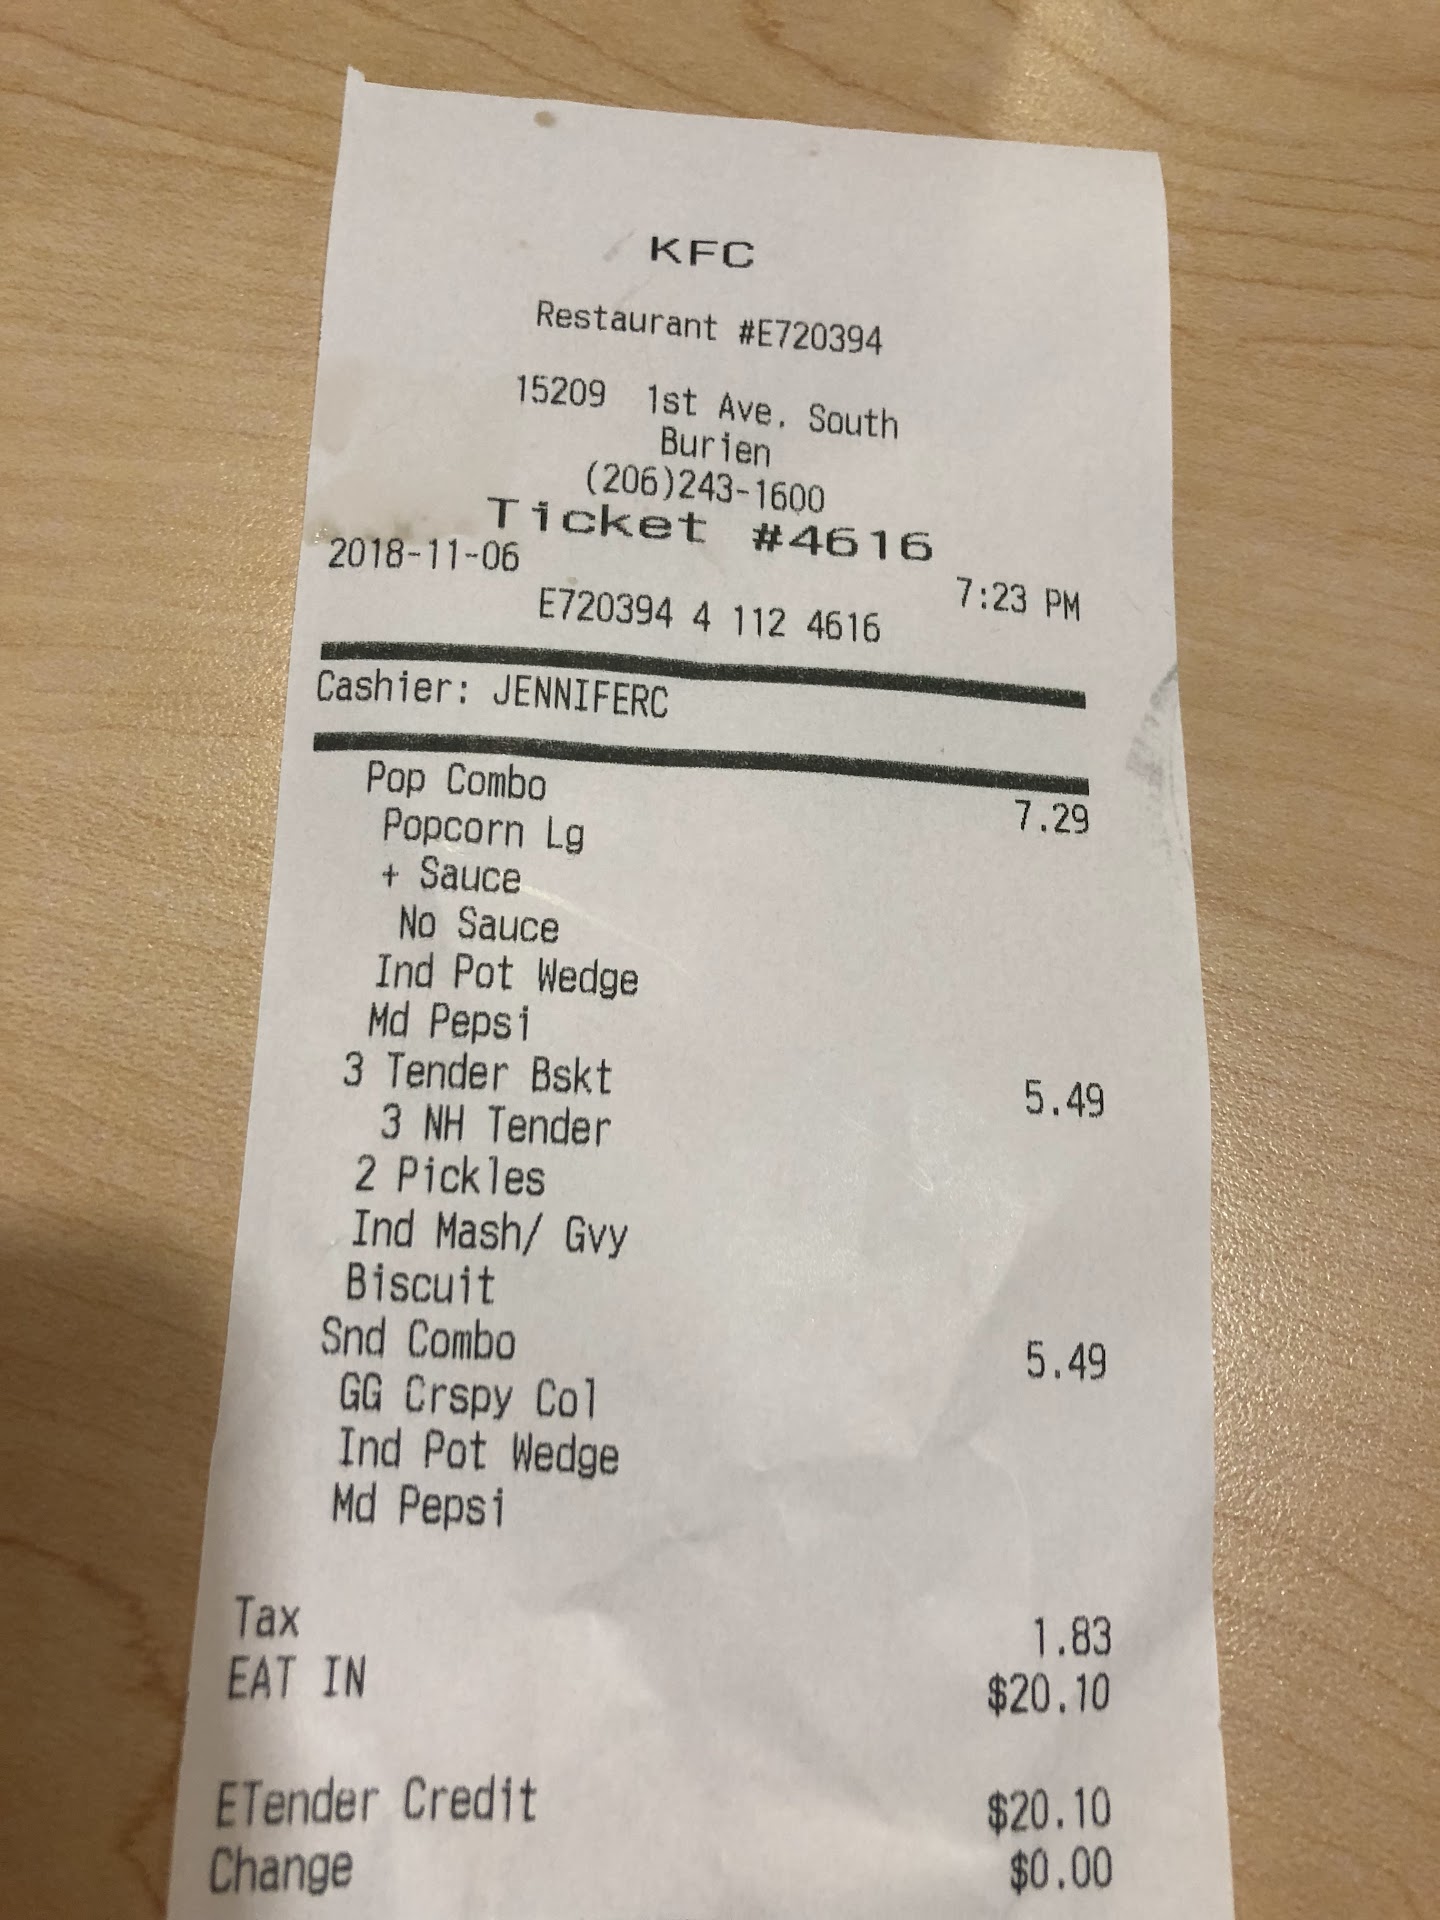 KFC
Restaurant #E720394
15209 1st Ave. South
Burien
(206)243-1600
Ticket #4616
2018-11-06 7:23 PM
E720394 4 112 4616
Cashier: JENNIFERC
Pop Combo 7.29
Popcorn Lg
+ Sauce
No Sauce
Ind Pot Wedge
Md Pepsi
3 Tender Bskt 5.49
3 NH Tender
2 Pickles
Ind Mash/ Gvy
Biscuit
Snd Combo 5.49
GG Crspy Col
Ind Pot Wedge
Md Pepsi
Tax 1.83
EAT IN $20.10
ETender Credit $20.10
Change $0.00